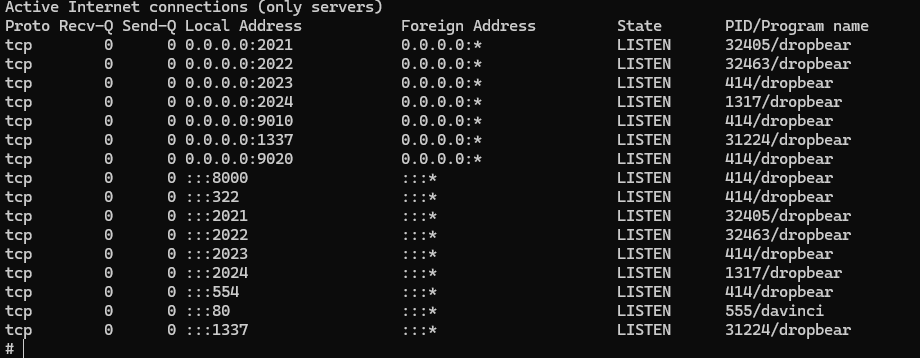 Active Internet connections (only servers)
Proto Recv-Q Send-Q Local Address           Foreign Address         State       PID/Program name
tcp        0      0 0.0.0.0:2021            0.0.0.0:*               LISTEN      32405/dropbear
tcp        0      0 0.0.0.0:2022            0.0.0.0:*               LISTEN      32463/dropbear
tcp        0      0 0.0.0.0:2023            0.0.0.0:*               LISTEN      414/dropbear
tcp        0      0 0.0.0.0:2024            0.0.0.0:*               LISTEN      1317/dropbear
tcp        0      0 0.0.0.0:9010            0.0.0.0:*               LISTEN      414/dropbear
tcp        0      0 0.0.0.0:1337            0.0.0.0:*               LISTEN      31224/dropbear
tcp        0      0 0.0.0.0:9020            0.0.0.0:*               LISTEN      414/dropbear
tcp        0      0 :::8000                 :::*                    LISTEN      414/dropbear
tcp        0      0 :::322                  :::*                    LISTEN      414/dropbear
tcp        0      0 :::2021                 :::*                    LISTEN      32405/dropbear
tcp        0      0 :::2022                 :::*                    LISTEN      32463/dropbear
tcp        0      0 :::2023                 :::*                    LISTEN      414/dropbear
tcp        0      0 :::2024                 :::*                    LISTEN      1317/dropbear
tcp        0      0 :::554                  :::*                    LISTEN      414/dropbear
tcp        0      0 :::80                   :::*                    LISTEN      555/davinci
tcp        0      0 :::1337                 :::*                    LISTEN      31224/dropbear
#